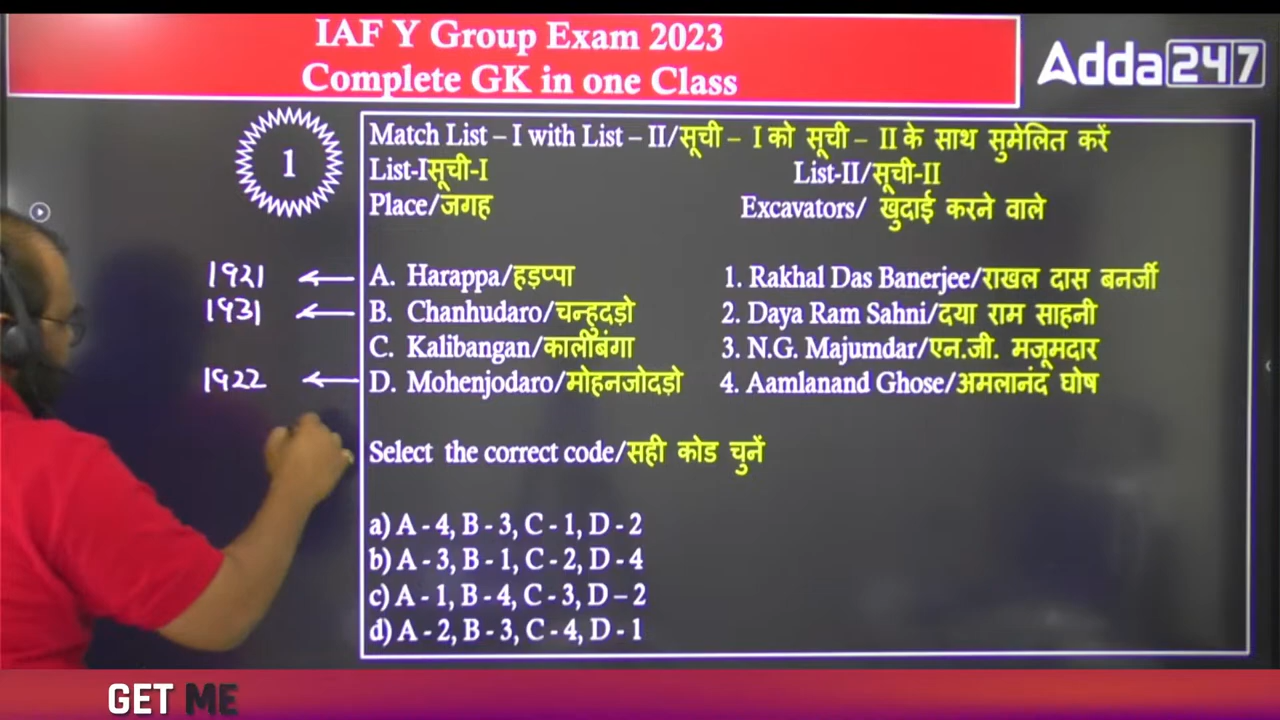 IAF Y Group Exam 2023
Complete GK in one Class
Adda247
1
Match List – I with List – II/सूची – I को सूची – II के साथ सुमेलित करें
List-Iसूची-I List-II/सूची-II
Place/जगह Excavators/ खुदाई करने वाले
1921 A. Harappa/हड़प्पा 1. Rakhal Das Banerjee/राखल दास बनर्जी
1931 B. Chanhudaro/चन्हुदड़ो 2. Daya Ram Sahni/दया राम साहनी
C. Kalibangan/कालीबंगा 3. N.G. Majumdar/एन.जी. मजूमदार
1922 D. Mohenjodaro/मोहनजोदड़ो 4. Aamlanand Ghose/अमलानंद घोष
Select the correct code/सही कोड चुनें
a) A - 4, B - 3, C - 1, D - 2
b) A - 3, B - 1, C - 2, D - 4
c) A - 1, B - 4, C - 3, D – 2
d) A - 2, B - 3, C - 4, D - 1
GET ME